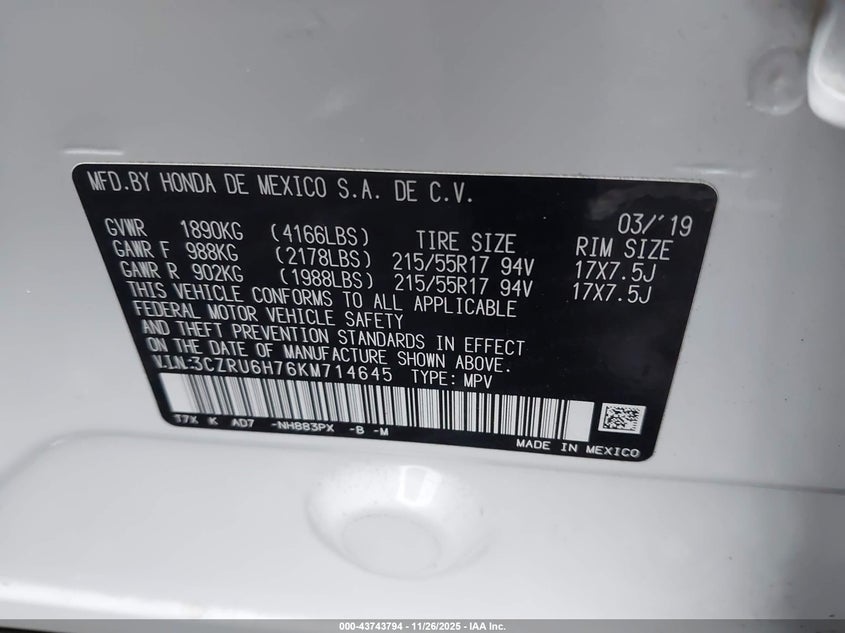 MFD.BY HONDA DE MEXICO S.A. DE C.V.
03/'19
GVWR 1890KG (4166LBS) TIRE SIZE RIM SIZE
GAWR F 988KG (2178LBS) 215/55R17 94V 17X7.5J
GAWR R 902KG (1988LBS) 215/55R17 94V 17X7.5J
THIS VEHICLE CONFORMS TO ALL APPLICABLE
FEDERAL MOTOR VEHICLE SAFETY
AND THEFT PREVENTION STANDARDS IN EFFECT
ON THE DATE OF MANUFACTURE SHOWN ABOVE.
V.I.N:3CZRU6H76KM714645 TYPE: MPV
T7X K AD7 -NH883PX -B -M
MADE IN MEXICO
000-43743794 - 11/26/2025 - IAA Inc.